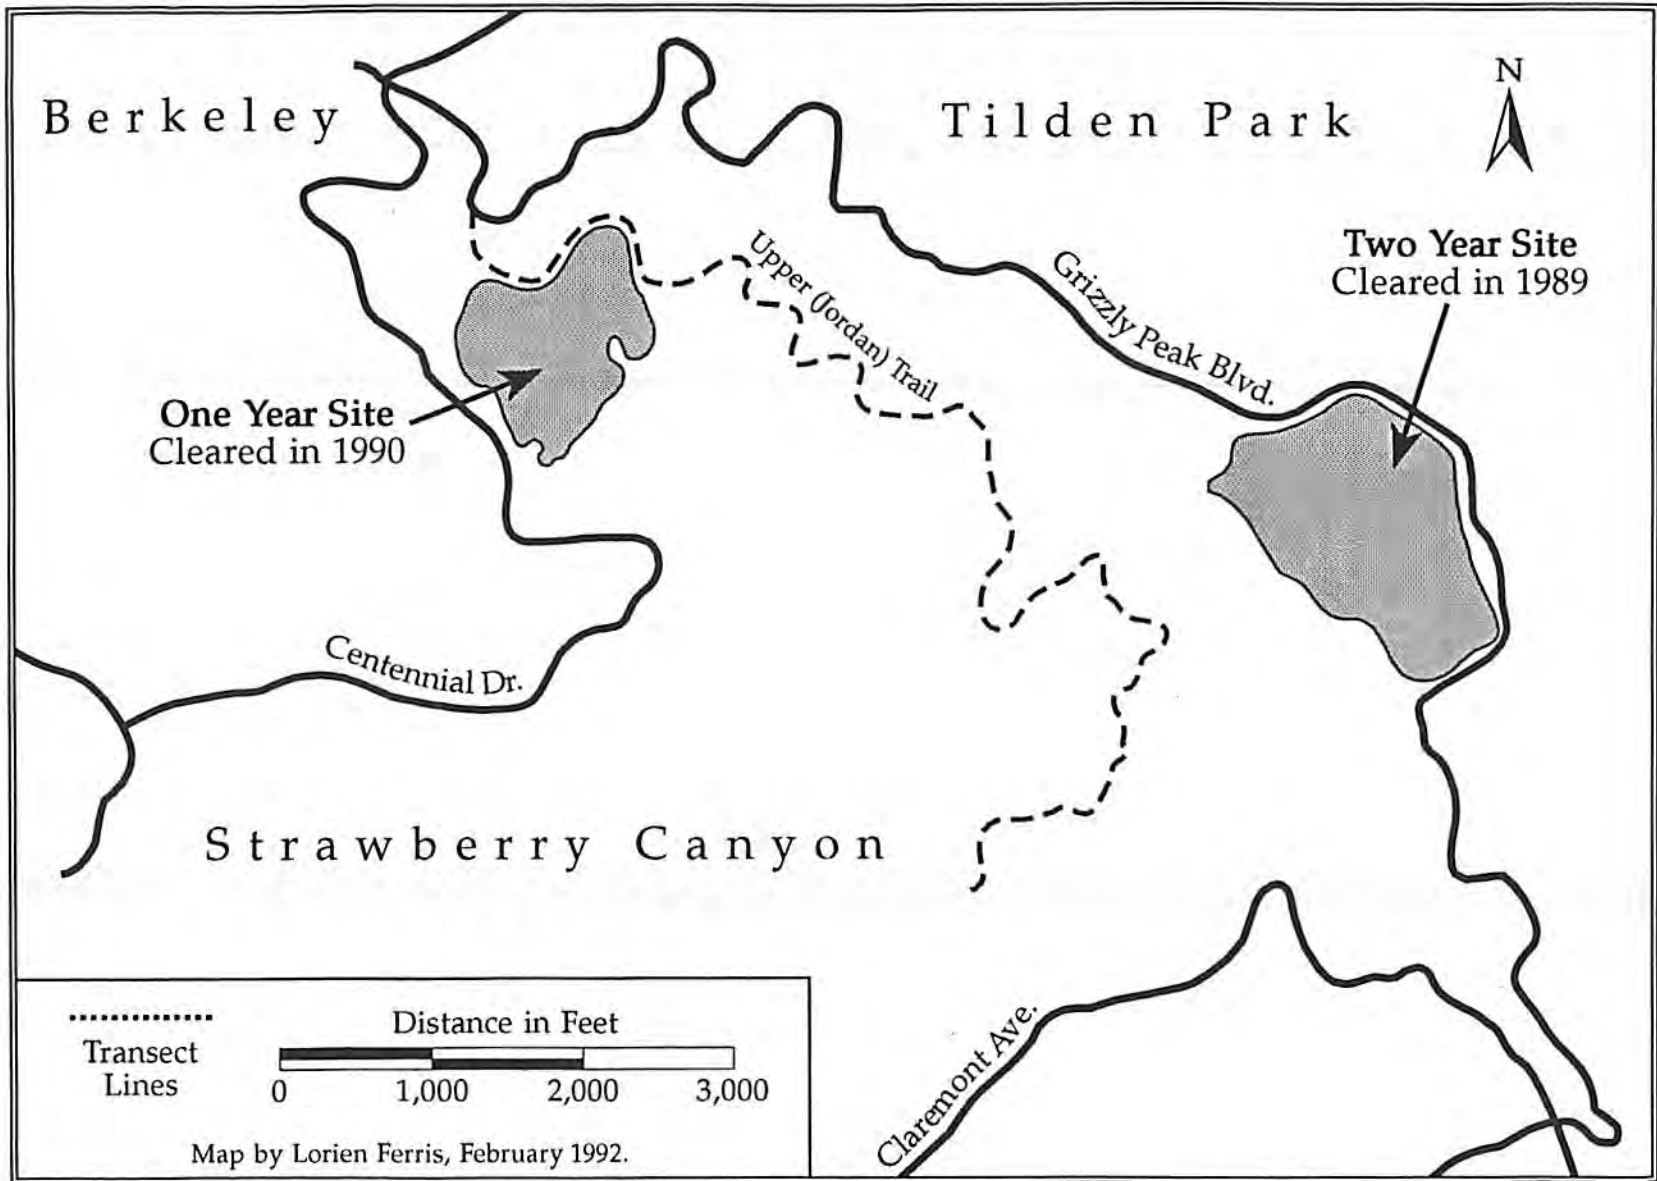 Berkeley
Tilden Park
N
Two Year Site
Cleared in 1989
Upper (Jordan) Trail
Grizzly Peak Blvd.
One Year Site
Cleared in 1990
Centennial Dr.
Strawberry Canyon
Claremont Ave.
Transect
Lines
Distance in Feet
0 1,000 2,000 3,000
Map by Lorien Ferris, February 1992.